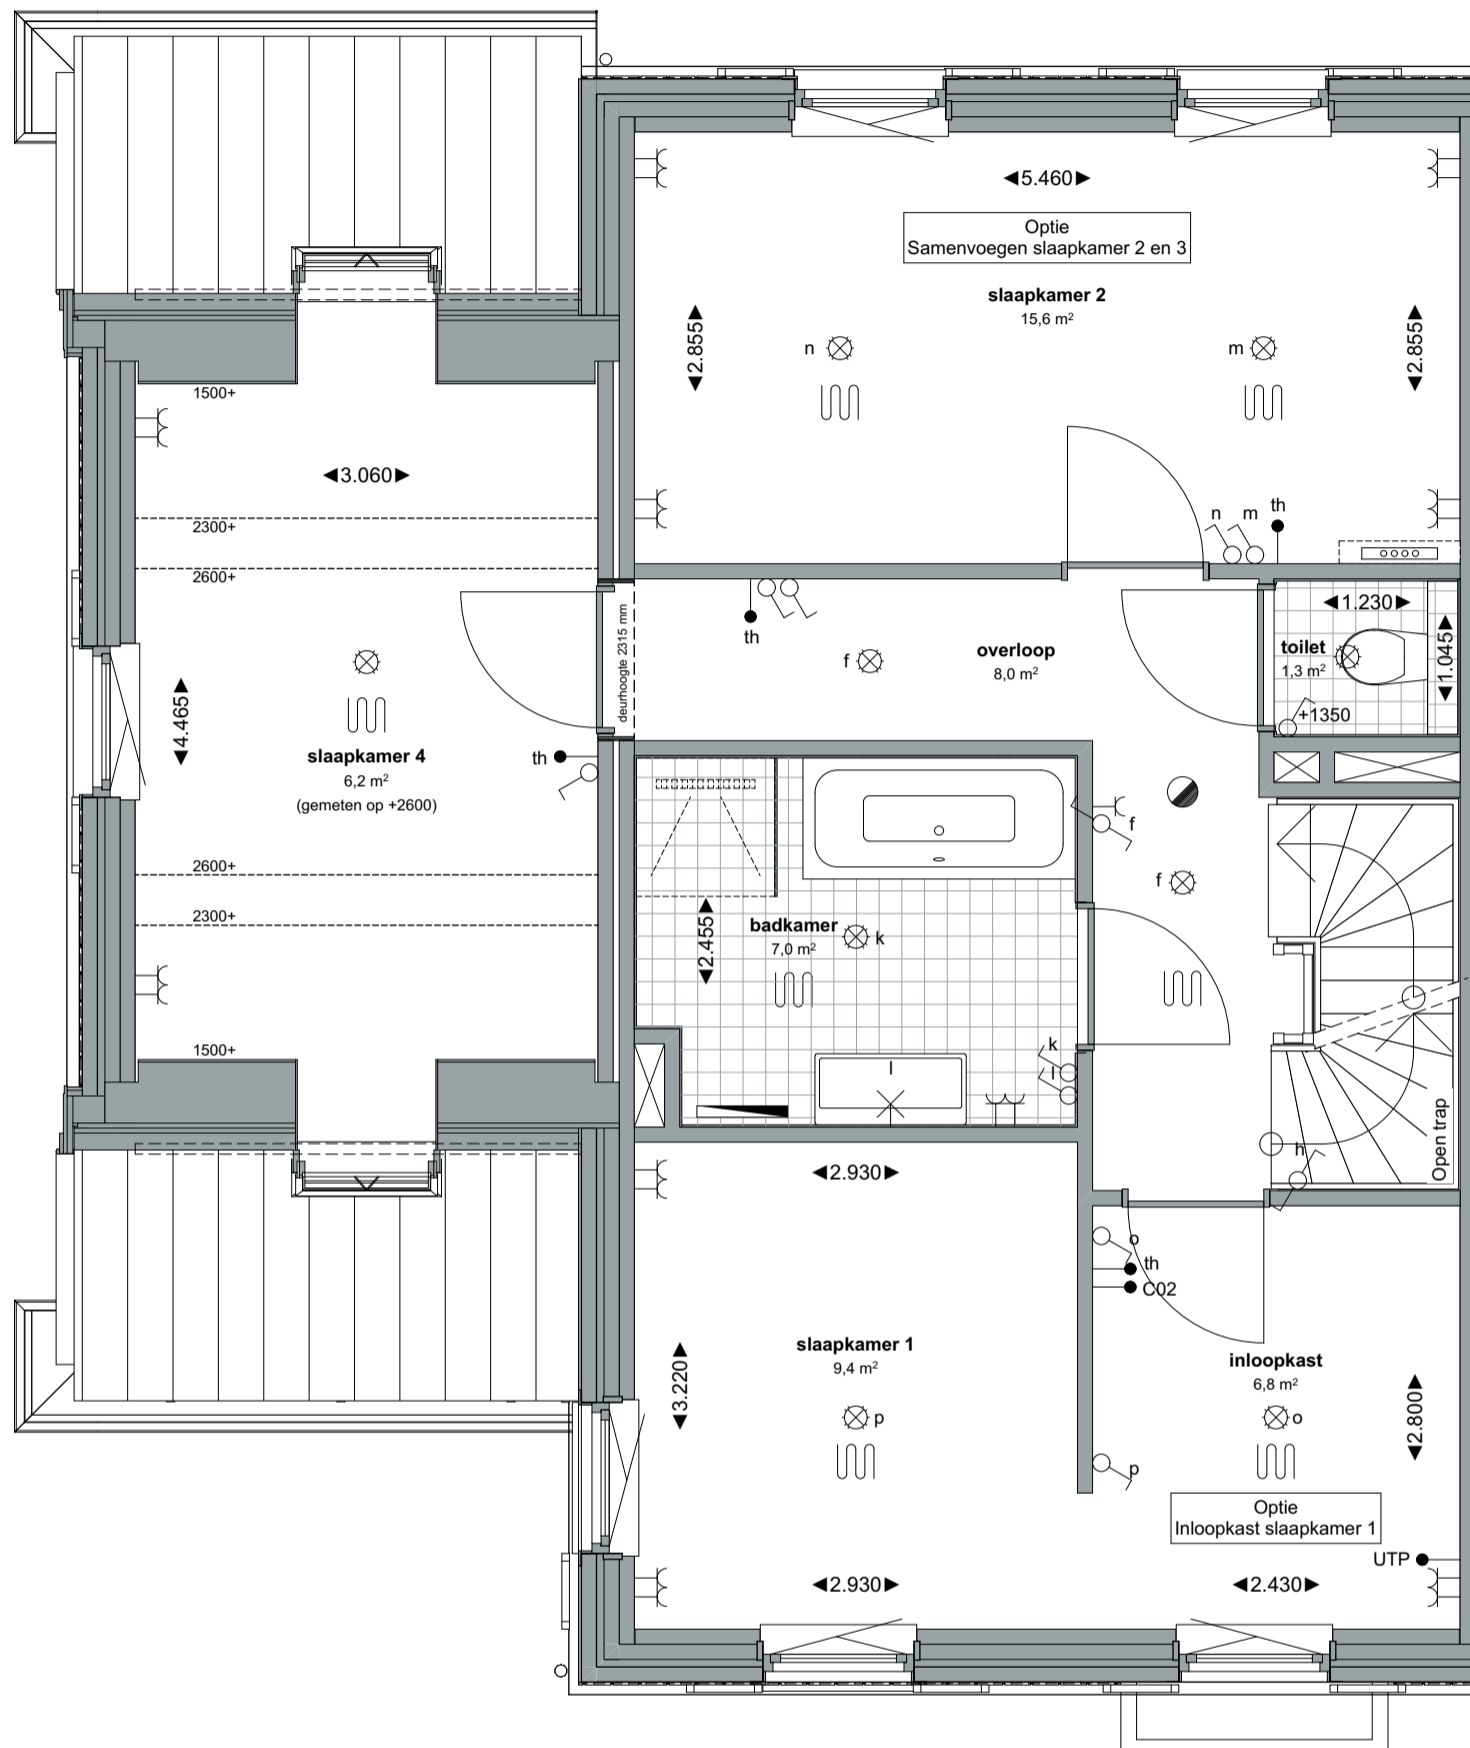 ◄5.460►
Optie
Samenvoegen slaapkamer 2 en 3
slaapkamer 2
15,6 m²
◄2.855►
◄2.855►
n
m
1500+
◄3.060►
2300+
2600+
n
m
th
th
deurhoogte 2315 mm
f
overloop
8,0 m²
◄1.230►
toilet
1,3 m²
◄1.045►
+1350
◄4.465►
slaapkamer 4
6,2 m²
(gemeten op +2600)
th
f
f
2600+
2300+
badkamer
7,0 m²
k
◄2.455►
k
l
l
1500+
Open trap
h
◄2.930►
o
th
C02
slaapkamer 1
9,4 m²
◄3.220►
p
inloopkast
6,8 m²
o
◄2.800►
p
Optie
Inloopkast slaapkamer 1
UTP
◄2.930►
◄2.430►